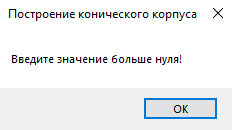 Построение конического корпуса
Введите значение больше нуля!
OK